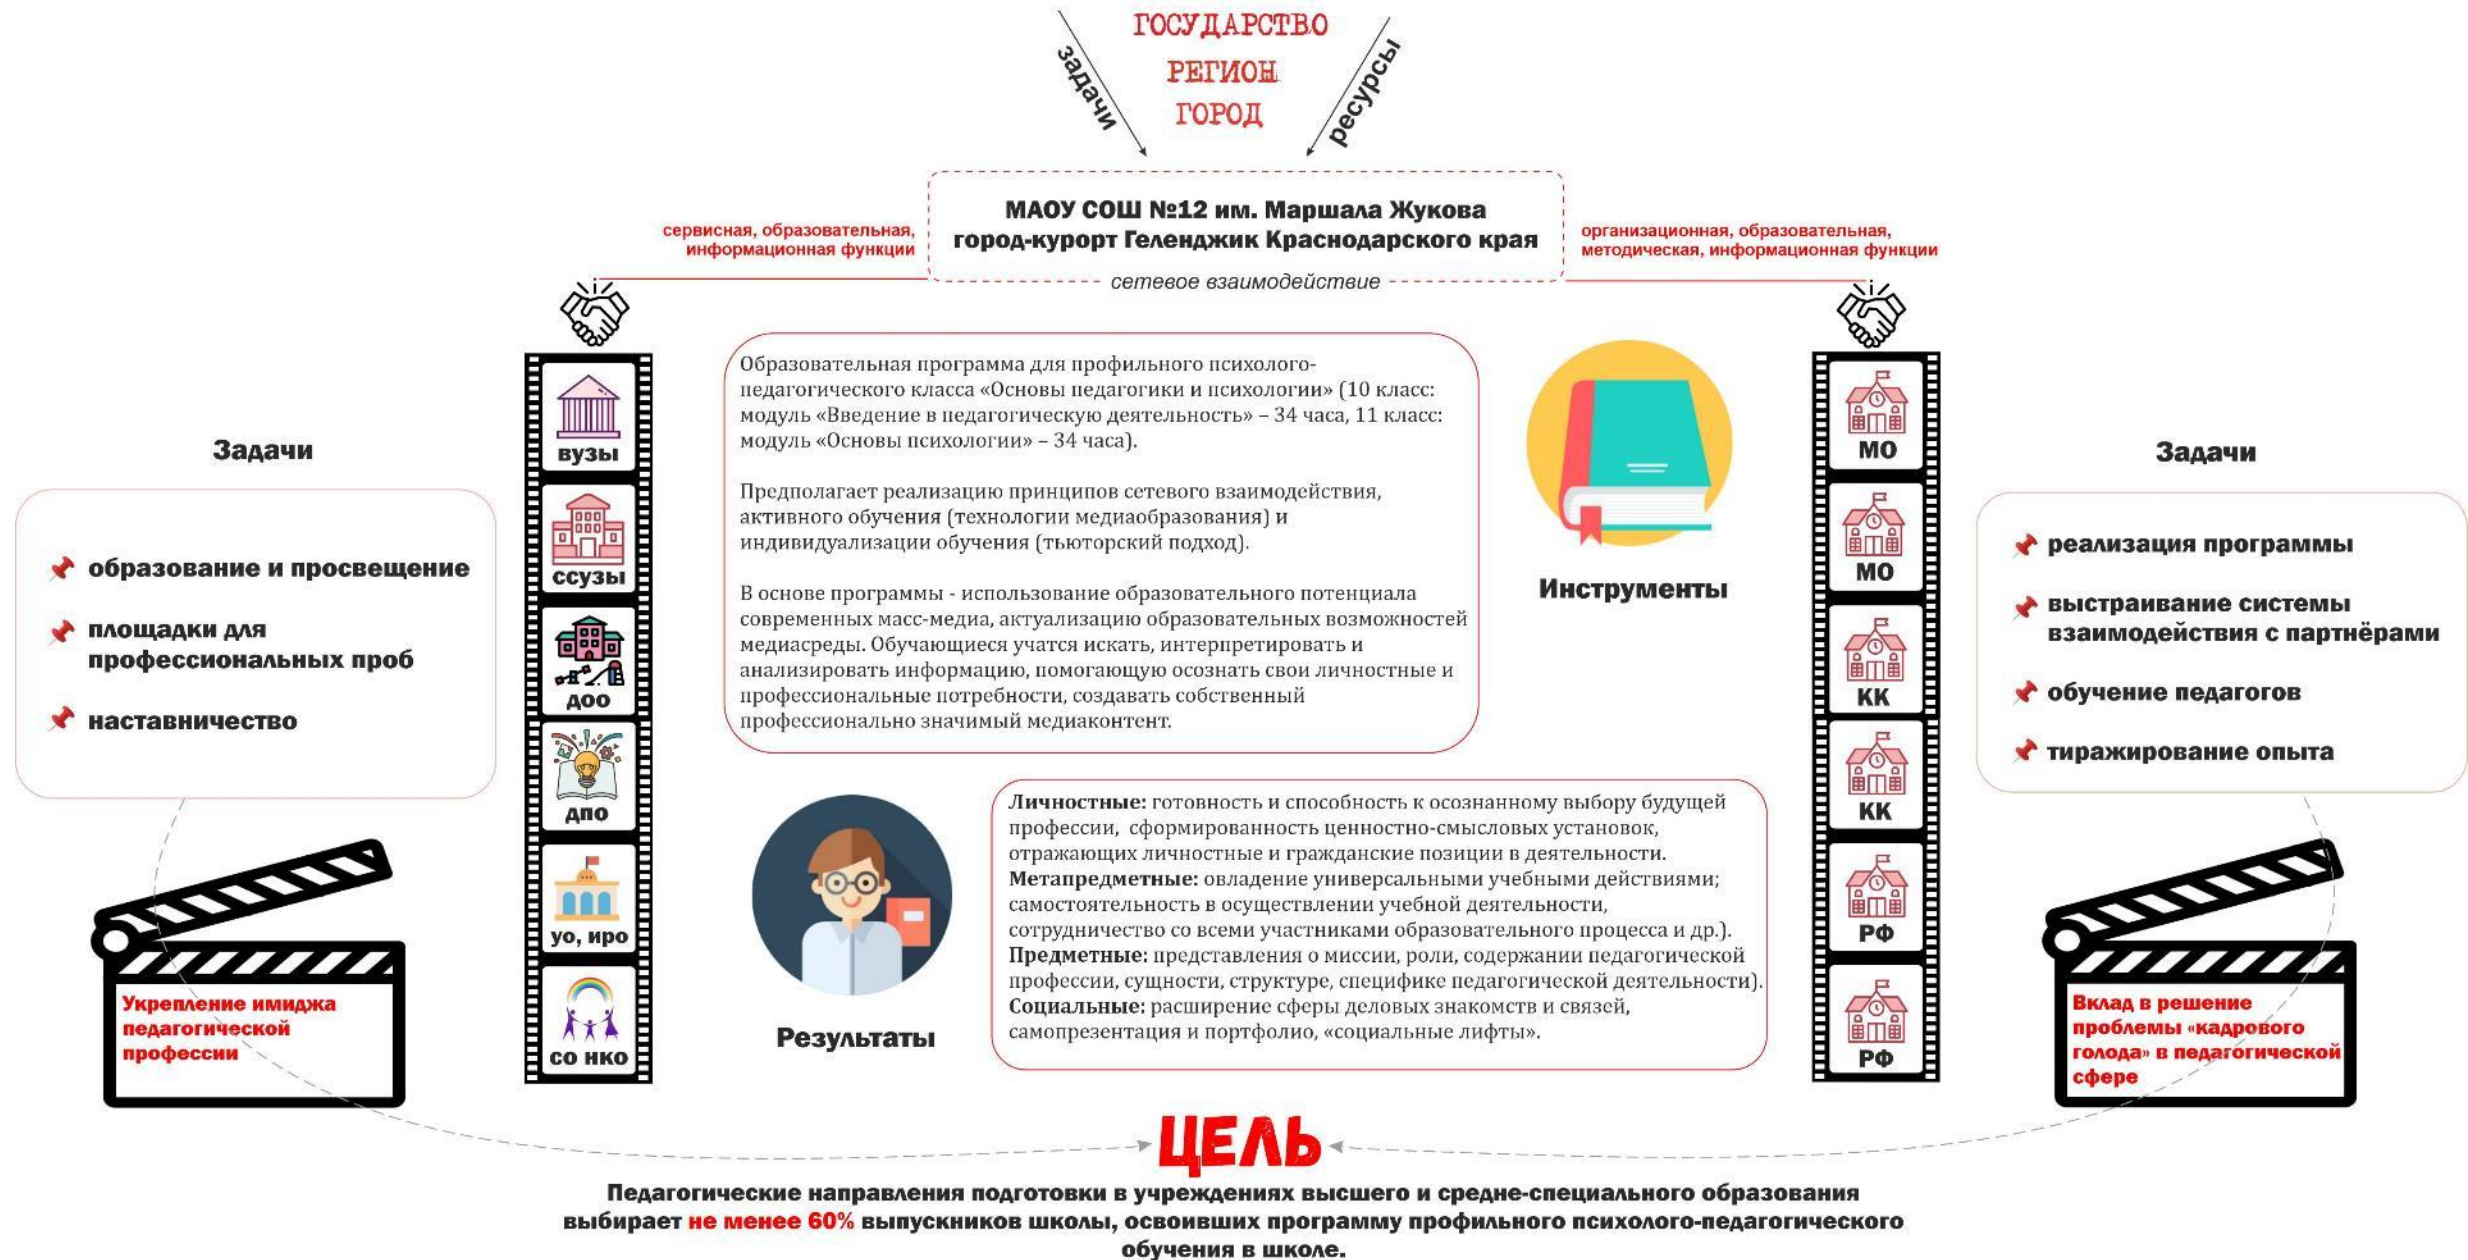 ГОСУДАРСТВО
РЕГИОН
ГОРОД
задачи
ресурсы
МАОУ СОШ №12 им. Маршала Жукова
город-курорт Геленджик Краснодарского края
сетевое взаимодействие
сервисная, образовательная,
информационная функции
организационная, образовательная,
методическая, информационная функции
Задачи
образование и просвещение
площадки для
профессиональных проб
наставничество
Укрепление имиджа
педагогической
профессии
вузы
ссузы
доо
дпо
уо, иро
со нко
Образовательная программа для профильного психолого-
педагогического класса «Основы педагогики и психологии» (10 класс:
модуль «Введение в педагогическую деятельность» – 34 часа, 11 класс:
модуль «Основы психологии» – 34 часа).
Предполагает реализацию принципов сетевого взаимодействия,
активного обучения (технологии медиаобразования) и
индивидуализации обучения (тьюторский подход).
В основе программы - использование образовательного потенциала
современных масс-медиа, актуализацию образовательных возможностей
медиасреды. Обучающиеся учатся искать, интерпретировать и
анализировать информацию, помогающую осознать свои личностные и
профессиональные потребности, создавать собственный
профессионально значимый медиаконтент.
Инструменты
Результаты
Личностные: готовность и способность к осознанному выбору будущей
профессии, сформированность ценностно-смысловых установок,
отражающих личностные и гражданские позиции в деятельности.
Метапредметные: овладение универсальными учебными действиями;
самостоятельность в осуществлении учебной деятельности,
сотрудничество со всеми участниками образовательного процесса и др.).
Предметные: представления о миссии, роли, содержании педагогической
профессии, сущности, структуре, специфике педагогической деятельности).
Социальные: расширение сферы деловых знакомств и связей,
самопрезентация и портфолио, «социальные лифты».
МО
МО
КК
КК
РФ
РФ
Задачи
реализация программы
выстраивание системы
взаимодействия с партнёрами
обучение педагогов
тиражирование опыта
Вклад в решение
проблемы «кадрового
голода» в педагогической
сфере
ЦЕЛЬ
Педагогические направления подготовки в учреждениях высшего и средне-специального образования
выбирает не менее 60% выпускников школы, освоивших программу профильного психолого-педагогического
обучения в школе.